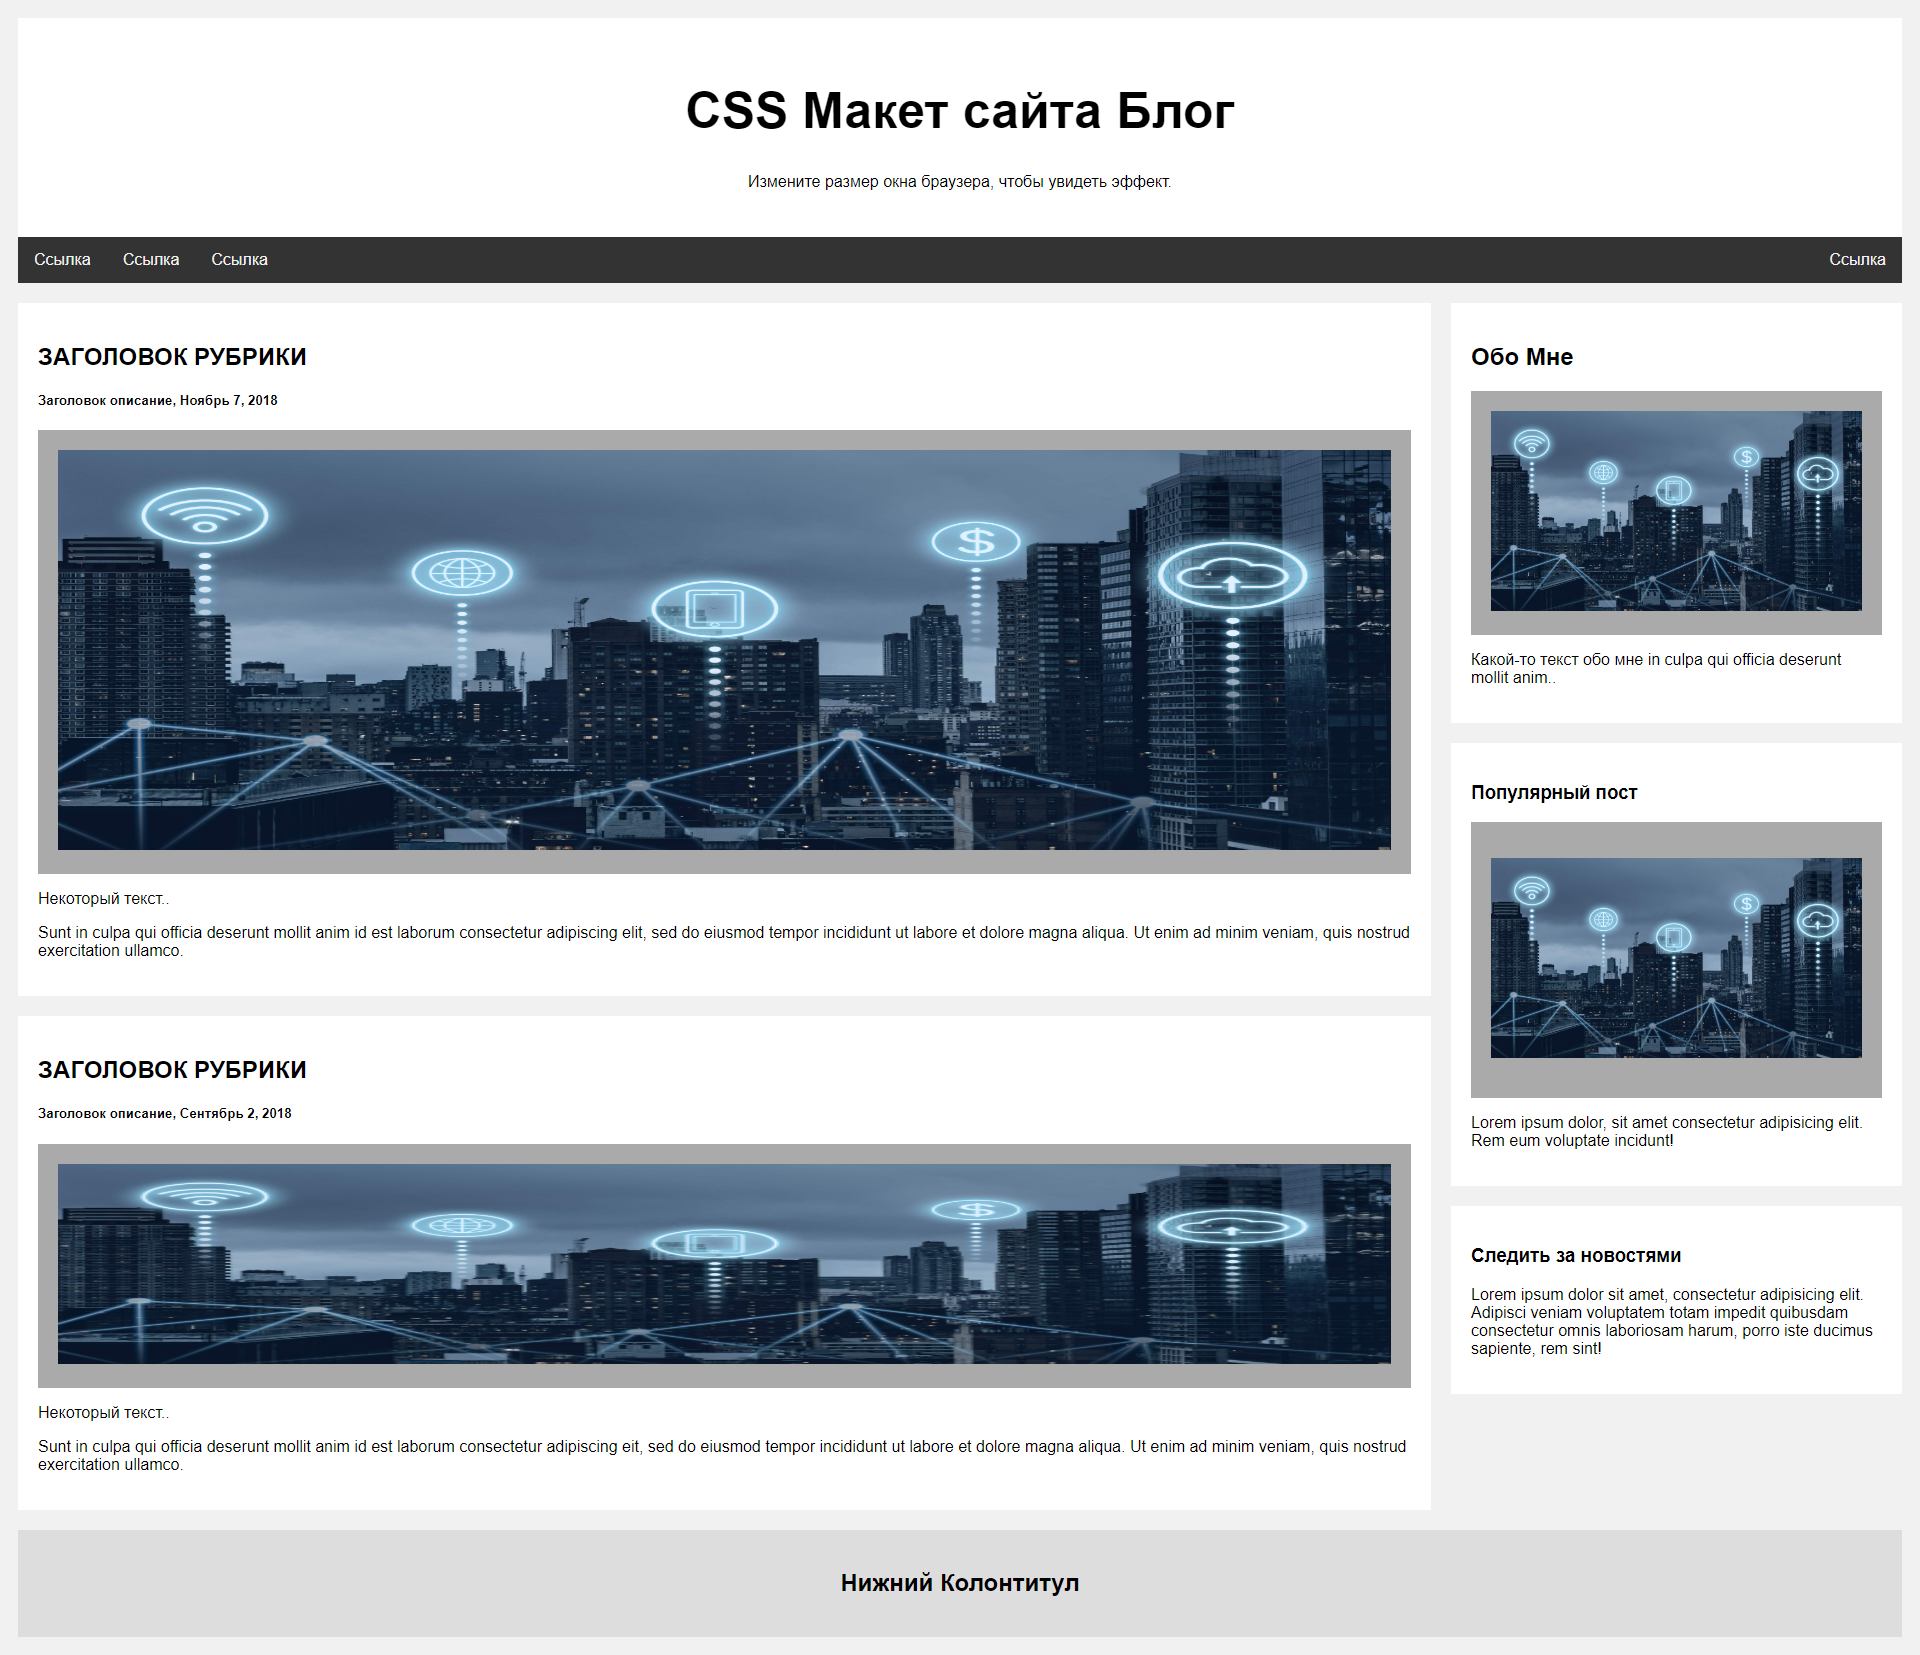 CSS Макет сайта Блог
Измените размер окна браузера, чтобы увидеть эффект.
Ссылка Ссылка Ссылка Ссылка
ЗАГОЛОВОК РУБРИКИ
Заголовок описание, Ноябрь 7, 2018
$
Некоторый текст..
Sunt in culpa qui officia deserunt mollit anim id est laborum consectetur adipiscing elit, sed do eiusmod tempor incididunt ut labore et dolore magna aliqua. Ut enim ad minim veniam, quis nostrud
exercitation ullamco.
ЗАГОЛОВОК РУБРИКИ
Заголовок описание, Сентябрь 2, 2018
$
Некоторый текст..
Sunt in culpa qui officia deserunt mollit anim id est laborum consectetur adipiscing eit, sed do eiusmod tempor incididunt ut labore et dolore magna aliqua. Ut enim ad minim veniam, quis nostrud
exercitation ullamco.
Обо Мне
$
Какой-то текст обо мне in culpa qui officia deserunt
mollit anim..
Популярный пост
$
Lorem ipsum dolor, sit amet consectetur adipisicing elit.
Rem eum voluptate incidunt!
Следить за новостями
Lorem ipsum dolor sit amet, consectetur adipisicing elit.
Adipisci veniam voluptatem totam impedit quibusdam
consectetur omnis laboriosam harum, porro iste ducimus
sapiente, rem sint!
Нижний Колонтитул